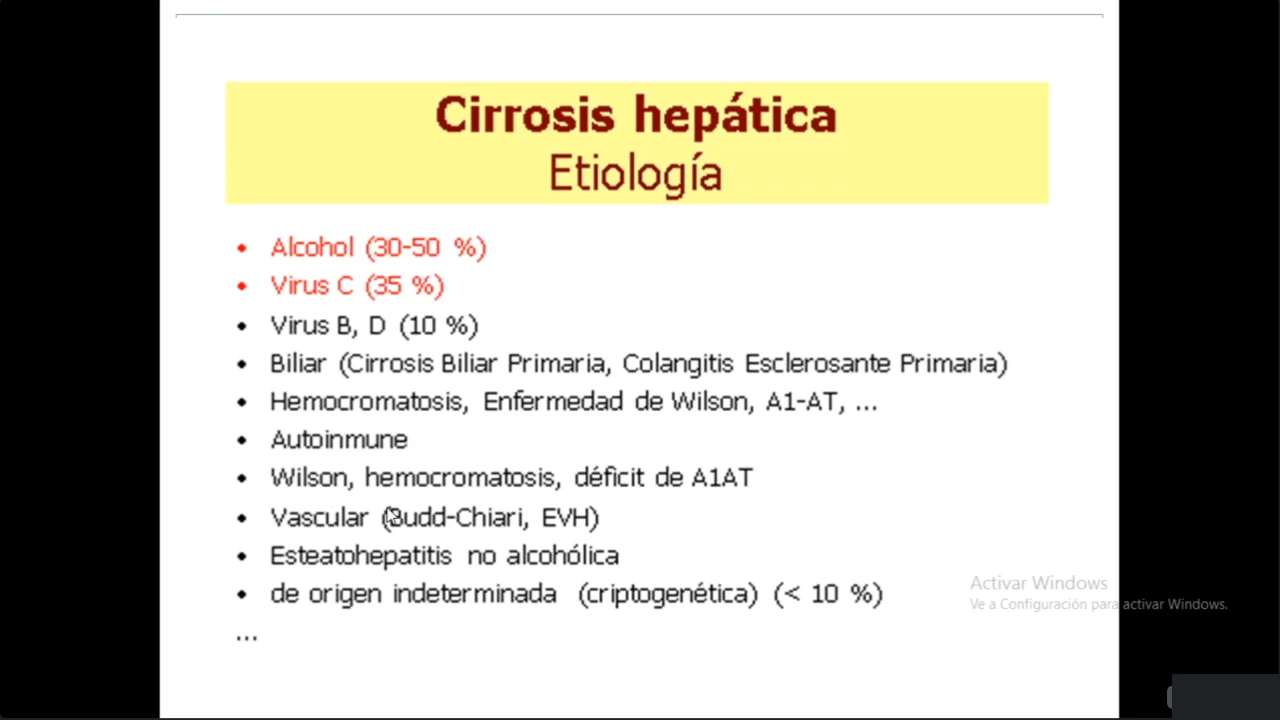 Cirrosis hepática
Etiología
• Alcohol (30-50 %)
• Virus C (35 %)
• Virus B, D (10 %)
• Biliar (Cirrosis Biliar Primaria, Colangitis Esclerosante Primaria)
• Hemocromatosis, Enfermedad de Wilson, A1-AT, ...
• Autoinmune
• Wilson, hemocromatosis, déficit de A1AT
• Vascular (Budd-Chiari, EVH)
• Esteatohepatitis no alcohólica
• de origen indeterminada (criptogenética) (< 10 %)
...
Activar Windows
Ve a Configuración para activar Windows.